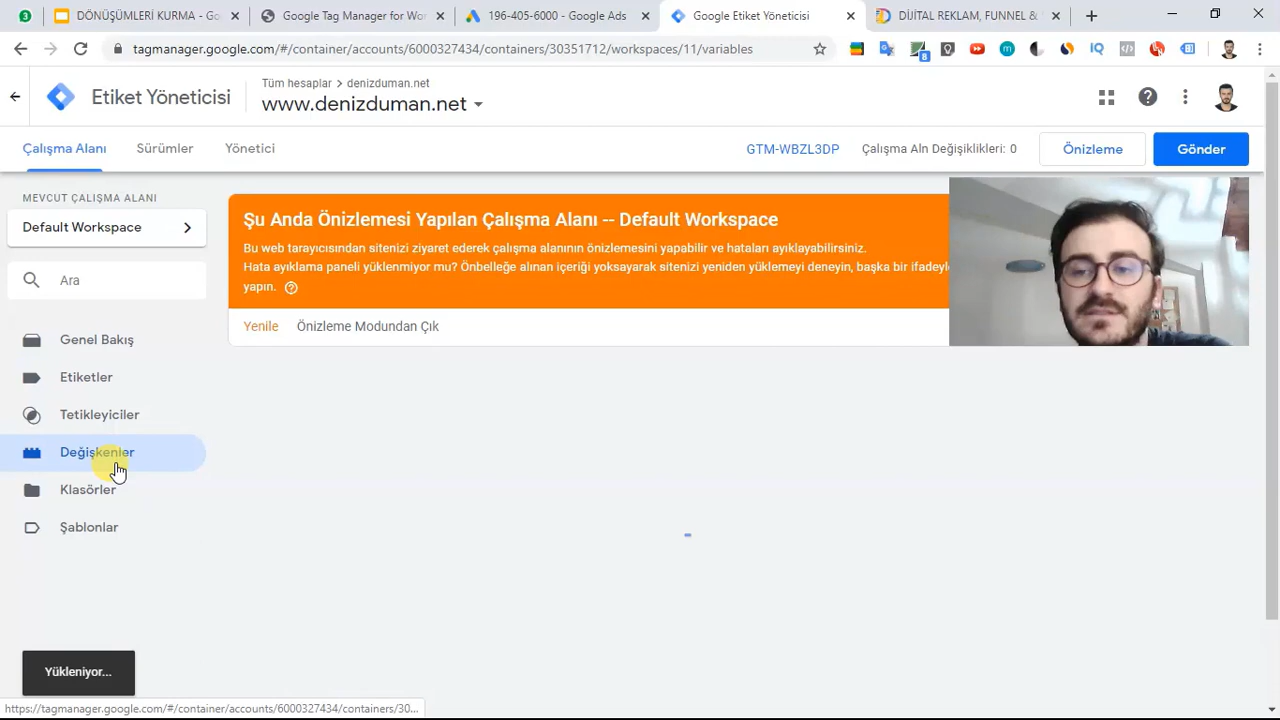 DÖNÜŞÜMLERİ KURMA - Go
Google Tag Manager for Wo
196-405-6000 - Google Ads
Google Etiket Yöneticisi
DİJİTAL REKLAM, FUNNEL &
tagmanager.google.com/#/container/accounts/6000327434/containers/30351712/workspaces/11/variables
Etiket Yöneticisi
Tüm hesaplar > denizduman.net
www.denizduman.net
Çalışma Alanı
Sürümler
Yönetici
GTM-WBZL3DP
Çalışma Aln Değişiklikleri: 0
Önizleme
Gönder
MEVCUT ÇALIŞMA ALANI
Default Workspace
Ara
Genel Bakış
Etiketler
Tetikleyiciler
Değişkenler
Klasörler
Şablonlar
Şu Anda Önizlemesi Yapılan Çalışma Alanı -- Default Workspace
Bu web tarayıcısından sitenizi ziyaret ederek çalışma alanının önizlemesini yapabilir ve hataları ayıklayabilirsiniz.
Hata ayıklama paneli yüklenmiyor mu? Önbelleğe alınan içeriği yoksayarak sitenizi yeniden yüklemeyi deneyin, başka bir ifadeyle
yapın.
Yenile
Önizleme Modundan Çık
Yükleniyor...
https://tagmanager.google.com/#/container/accounts/6000327434/containers/30...